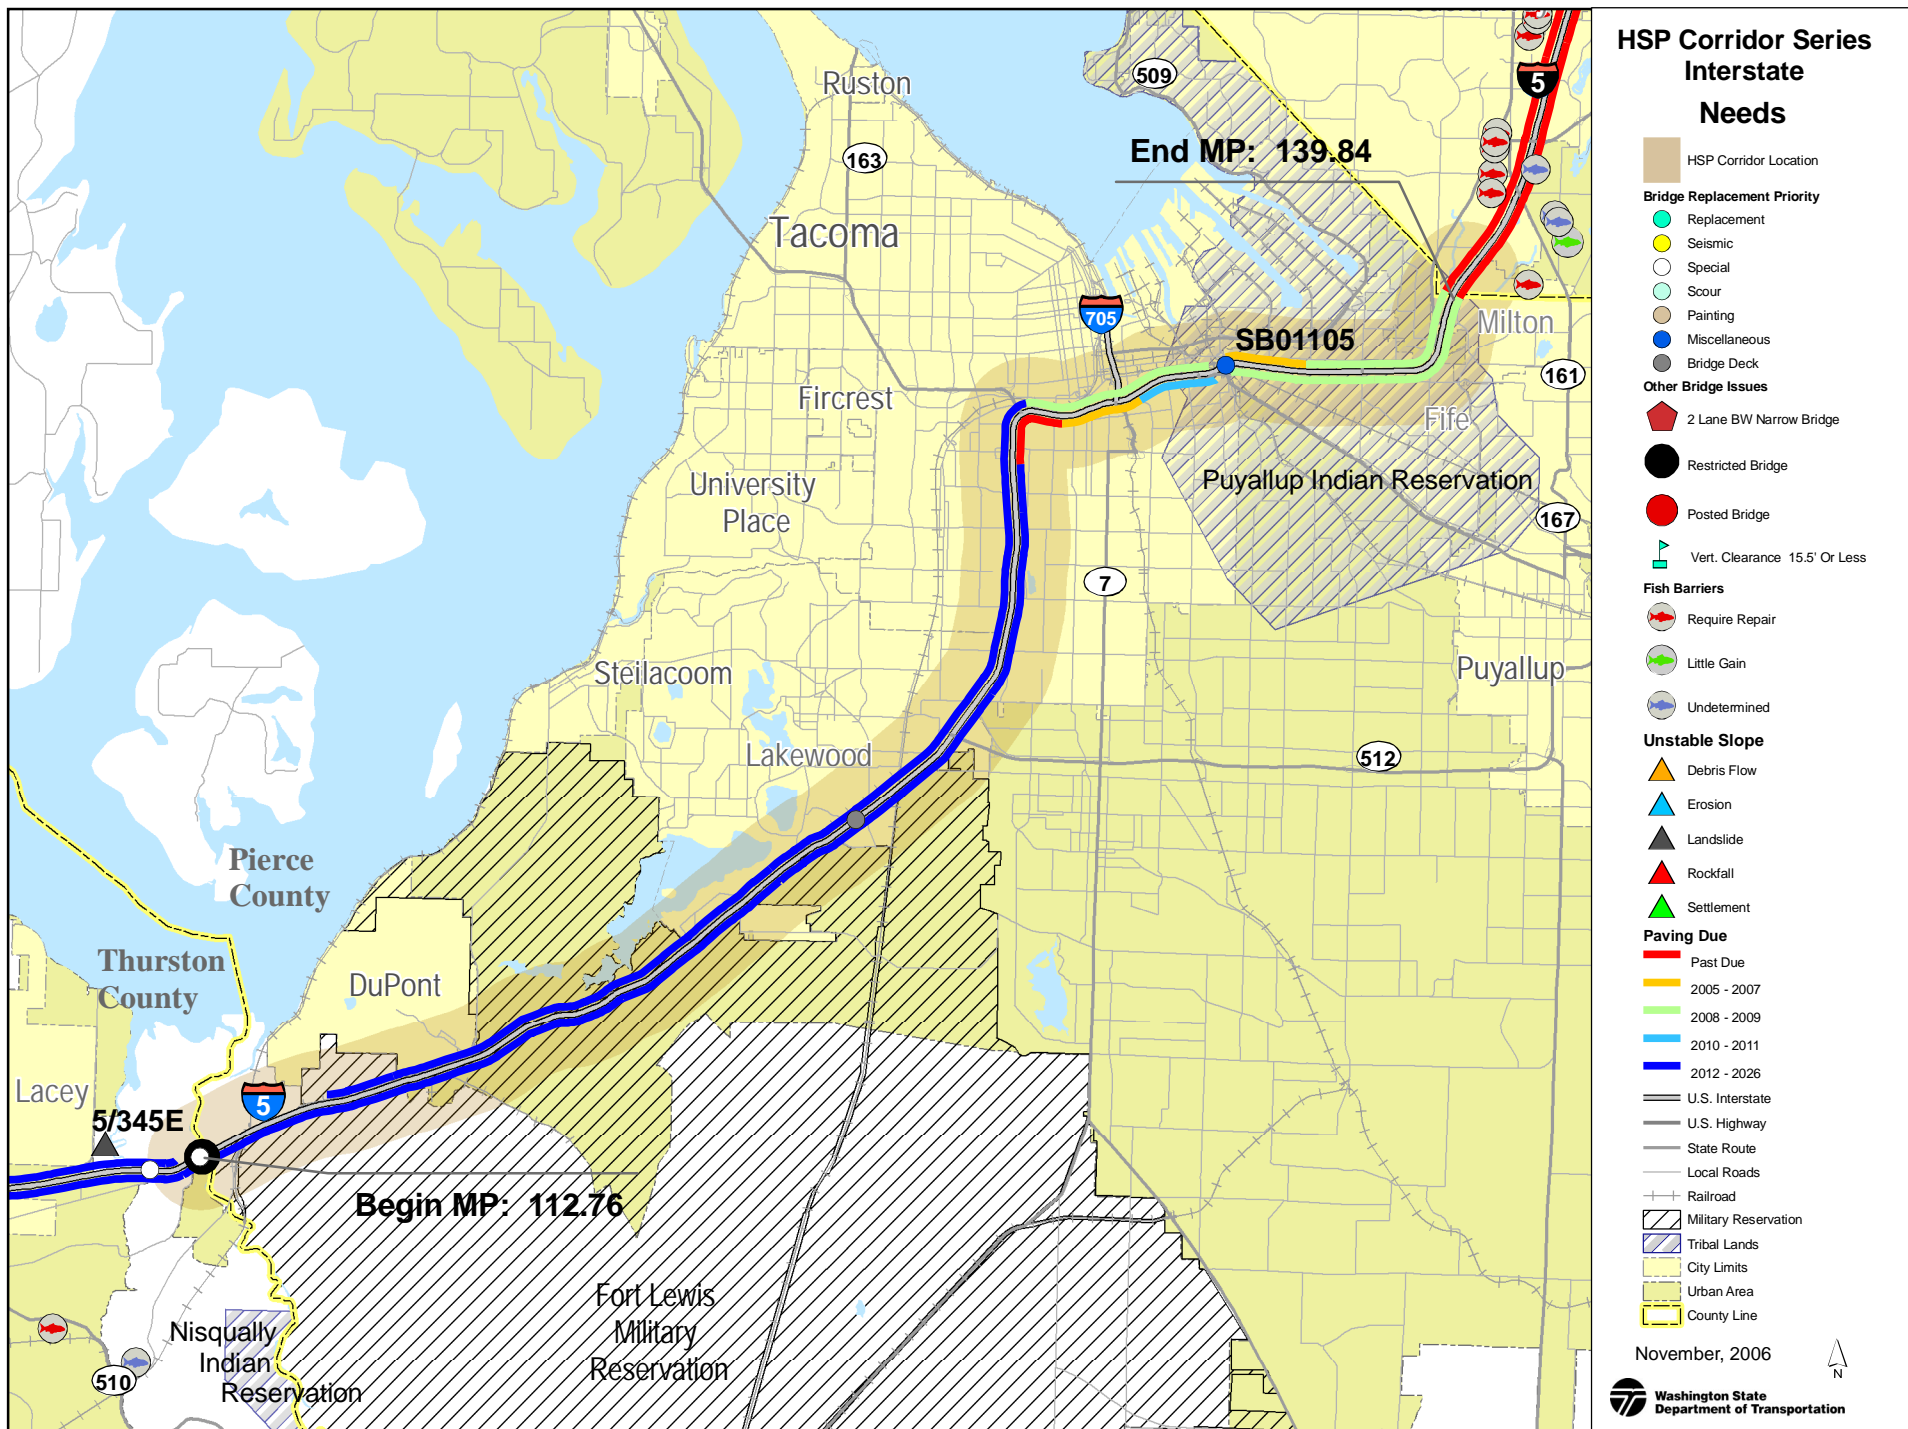 Ruston
509
5
163
End MP: 139.84
Tacoma
705
SB01105
Milton
161
Fircrest
Fife
University
Place
Puyallup Indian Reservation
167
7
Steilacoom
Puyallup
Lakewood
512
Pierce
County
Thurston
County
DuPont
Lacey
5
5/345E
Begin MP: 112.76
Fort Lewis
Military
Reservation
Nisqually
Indian
Reservation
510
HSP Corridor Series
Interstate
Needs
HSP Corridor Location
Bridge Replacement Priority
Replacement
Seismic
Special
Scour
Painting
Miscellaneous
Bridge Deck
Other Bridge Issues
2 Lane BW Narrow Bridge
Restricted Bridge
Posted Bridge
Vert. Clearance 15.5' Or Less
Fish Barriers
Require Repair
Little Gain
Undetermined
Unstable Slope
Debris Flow
Erosion
Landslide
Rockfall
Settlement
Paving Due
Past Due
2005 - 2007
2008 - 2009
2010 - 2011
2012 - 2026
U.S. Interstate
U.S. Highway
State Route
Local Roads
Railroad
Military Reservation
Tribal Lands
City Limits
Urban Area
County Line
November, 2006
N
Washington State
Department of Transportation